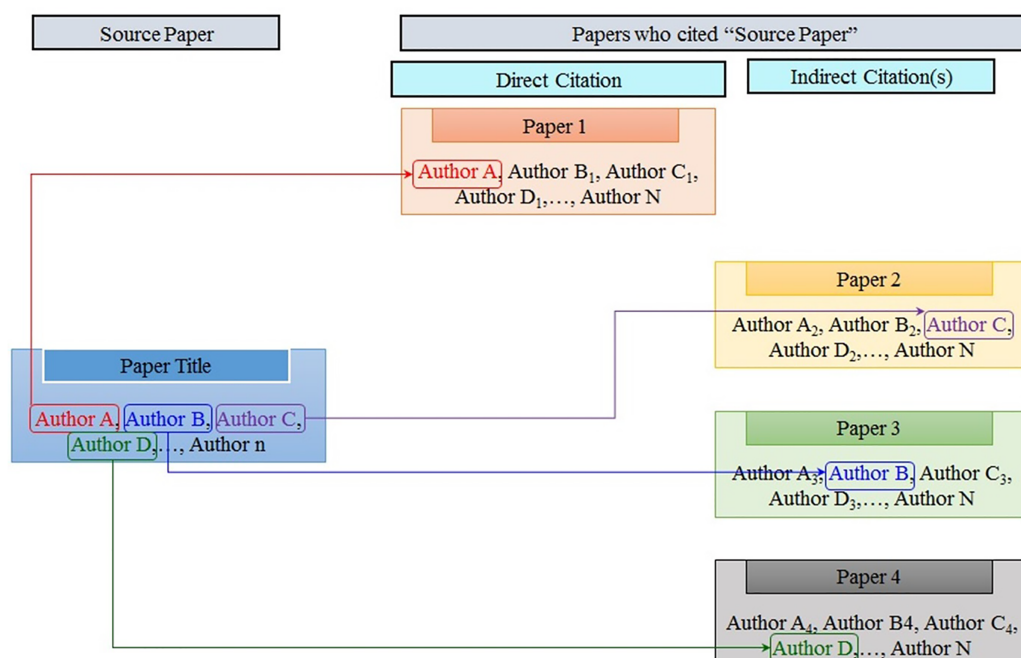 Source Paper
Papers who cited “Source Paper”
Direct Citation
Indirect Citation(s)
Paper 1
Author A, Author B₁, Author C₁,
Author D₁,…, Author N
Paper 2
Author A₂, Author B₂, Author C,
Author D₂,…, Author N
Paper Title
Author A, Author B, Author C,
Author D,…, Author n
Paper 3
Author A₃, Author B, Author C₃,
Author D₃,…, Author N
Paper 4
Author A₄, Author B4, Author C₄,
Author D,…, Author N